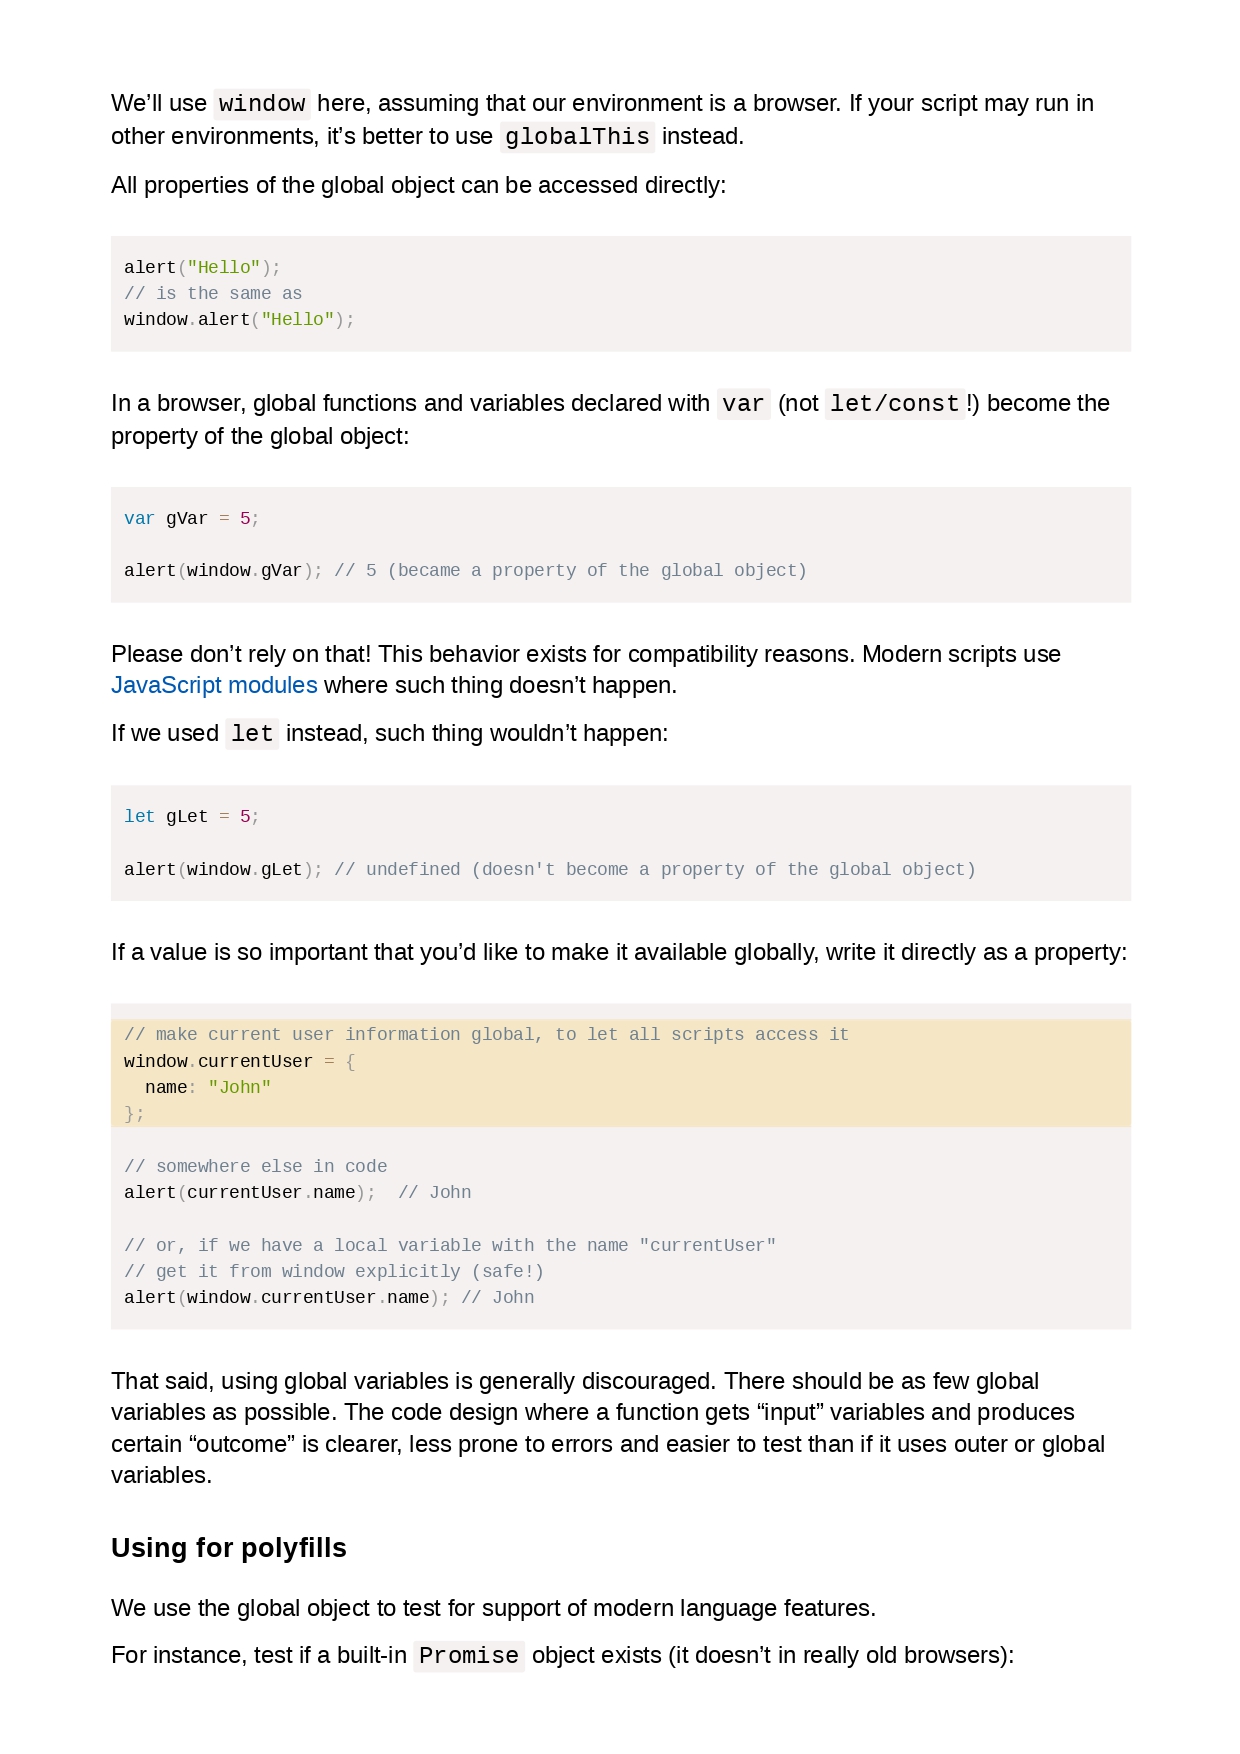 We’ll use window here, assuming that our environment is a browser. If your script may run in
other environments, it’s better to use globalThis instead.
All properties of the global object can be accessed directly:
alert("Hello");
// is the same as
window.alert("Hello");
In a browser, global functions and variables declared with var (not let/const!) become the
property of the global object:
var gVar = 5;
alert(window.gVar); // 5 (became a property of the global object)
Please don’t rely on that! This behavior exists for compatibility reasons. Modern scripts use
JavaScript modules where such thing doesn’t happen.
If we used let instead, such thing wouldn’t happen:
let gLet = 5;
alert(window.gLet); // undefined (doesn't become a property of the global object)
If a value is so important that you’d like to make it available globally, write it directly as a property:
// make current user information global, to let all scripts access it
window.currentUser = {
  name: "John"
};
// somewhere else in code
alert(currentUser.name);  // John
// or, if we have a local variable with the name "currentUser"
// get it from window explicitly (safe!)
alert(window.currentUser.name); // John
That said, using global variables is generally discouraged. There should be as few global
variables as possible. The code design where a function gets “input” variables and produces
certain “outcome” is clearer, less prone to errors and easier to test than if it uses outer or global
variables.
Using for polyfills
We use the global object to test for support of modern language features.
For instance, test if a built-in Promise object exists (it doesn’t in really old browsers):